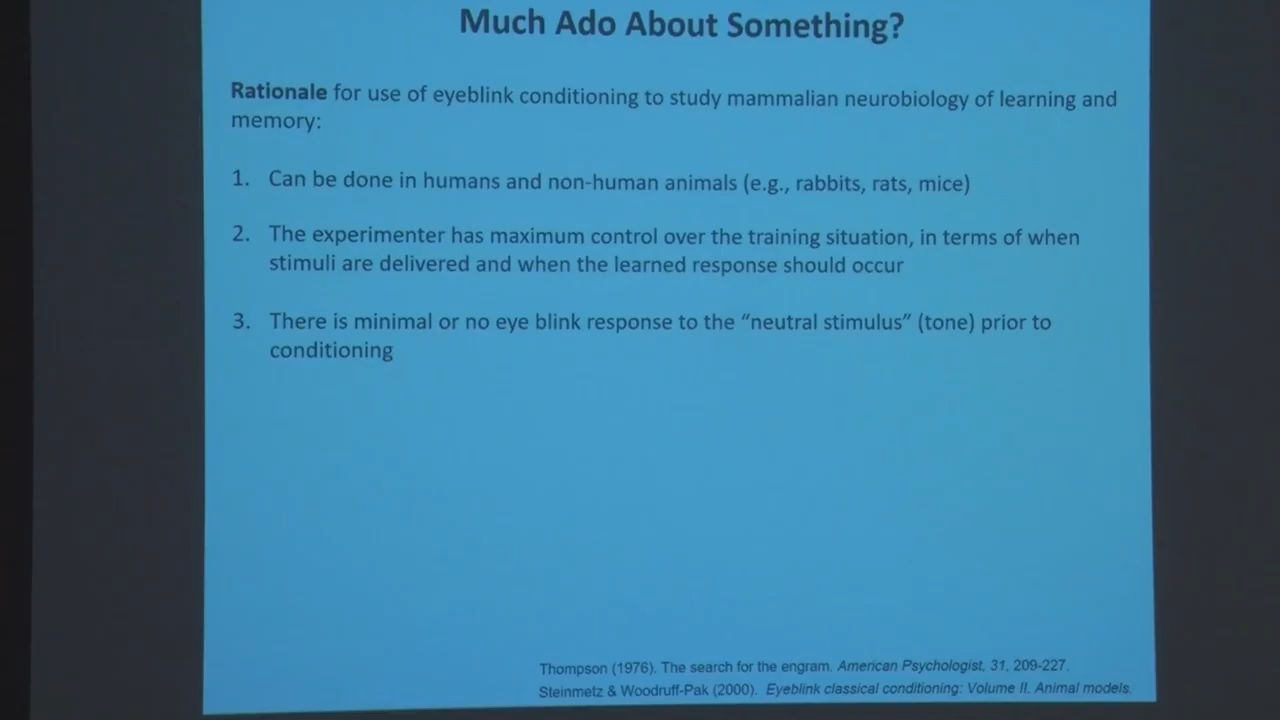 Much Ado About Something?
Rationale for use of eyeblink conditioning to study mammalian neurobiology of learning and
memory:
1. Can be done in humans and non-human animals (e.g., rabbits, rats, mice)
2. The experimenter has maximum control over the training situation, in terms of when
stimuli are delivered and when the learned response should occur
3. There is minimal or no eye blink response to the “neutral stimulus” (tone) prior to
conditioning
Thompson (1976). The search for the engram. American Psychologist, 31, 209-227.
Steinmetz & Woodruff-Pak (2000). Eyeblink classical conditioning: Volume II. Animal models.